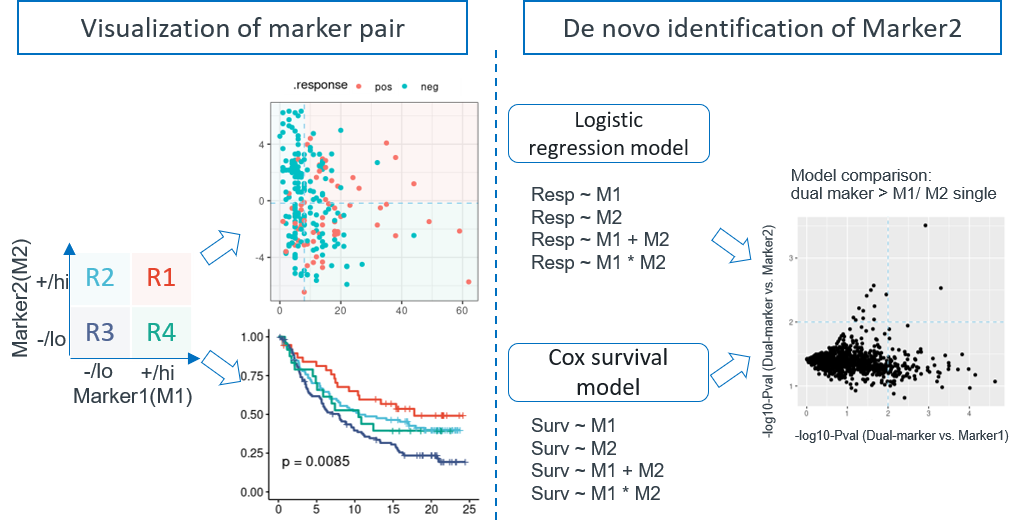 Visualization of marker pair
De novo identification of Marker2
.response pos neg
4
0
-4
0 20 40 60
Marker2(M2)
+/hi
-/lo
R2 R1
R3 R4
-/lo +/hi
Marker1(M1)
1.00
0.75
0.50
0.25
0.00
p = 0.0085
0 5 10 15 20 25
Logistic
regression model
Resp ~ M1
Resp ~ M2
Resp ~ M1 + M2
Resp ~ M1 * M2
Cox survival
model
Surv ~ M1
Surv ~ M2
Surv ~ M1 + M2
Surv ~ M1 * M2
Model comparison:
dual maker > M1/ M2 single
-log10-Pval (Dual-marker vs. Marker2)
3
2
1
0 1 2 3 4
-log10-Pval (Dual-marker vs. Marker1)